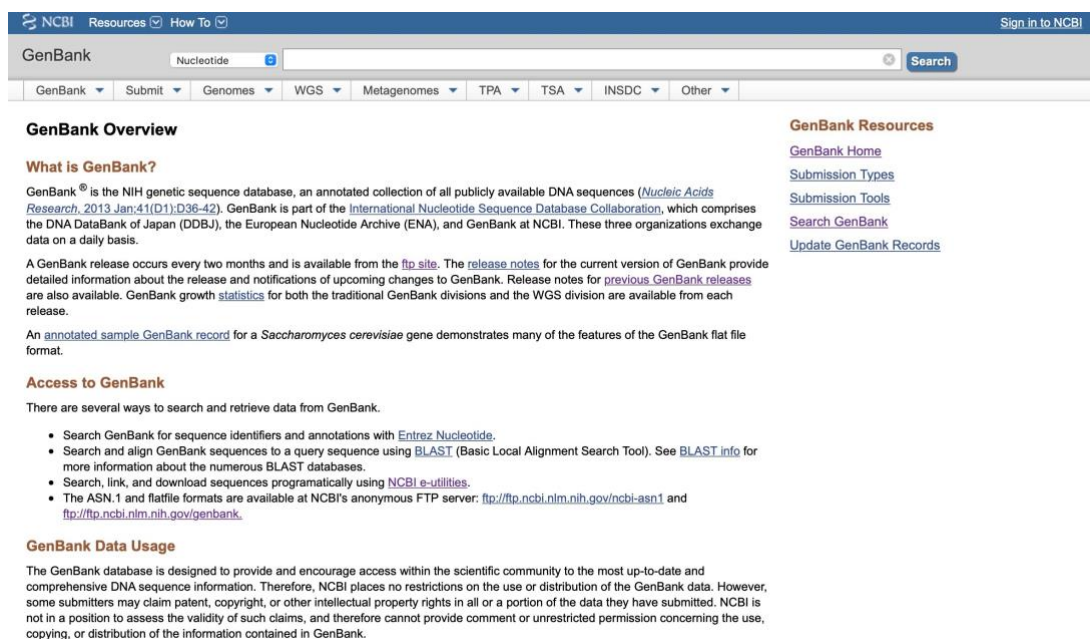 NCBI Resources How To Sign in to NCBI
GenBank Nucleotide Search
GenBank Submit Genomes WGS Metagenomes TPA TSA INSDC Other
GenBank Overview
What is GenBank?
GenBank ® is the NIH genetic sequence database, an annotated collection of all publicly available DNA sequences (Nucleic Acids
Research, 2013 Jan;41(D1):D36-42). GenBank is part of the International Nucleotide Sequence Database Collaboration, which comprises
the DNA DataBank of Japan (DDBJ), the European Nucleotide Archive (ENA), and GenBank at NCBI. These three organizations exchange
data on a daily basis.
A GenBank release occurs every two months and is available from the ftp site. The release notes for the current version of GenBank provide
detailed information about the release and notifications of upcoming changes to GenBank. Release notes for previous GenBank releases
are also available. GenBank growth statistics for both the traditional GenBank divisions and the WGS division are available from each
release.
An annotated sample GenBank record for a Saccharomyces cerevisiae gene demonstrates many of the features of the GenBank flat file
format.
Access to GenBank
There are several ways to search and retrieve data from GenBank.
• Search GenBank for sequence identifiers and annotations with Entrez Nucleotide.
• Search and align GenBank sequences to a query sequence using BLAST (Basic Local Alignment Search Tool). See BLAST info for
more information about the numerous BLAST databases.
• Search, link, and download sequences programatically using NCBI e-utilities.
• The ASN.1 and flatfile formats are available at NCBI's anonymous FTP server: ftp://ftp.ncbi.nlm.nih.gov/ncbi-asn1 and
ftp://ftp.ncbi.nlm.nih.gov/genbank.
GenBank Data Usage
The GenBank database is designed to provide and encourage access within the scientific community to the most up-to-date and
comprehensive DNA sequence information. Therefore, NCBI places no restrictions on the use or distribution of the GenBank data. However,
some submitters may claim patent, copyright, or other intellectual property rights in all or a portion of the data they have submitted. NCBI is
not in a position to assess the validity of such claims, and therefore cannot provide comment or unrestricted permission concerning the use,
copying, or distribution of the information contained in GenBank.
GenBank Resources
GenBank Home
Submission Types
Submission Tools
Search GenBank
Update GenBank Records